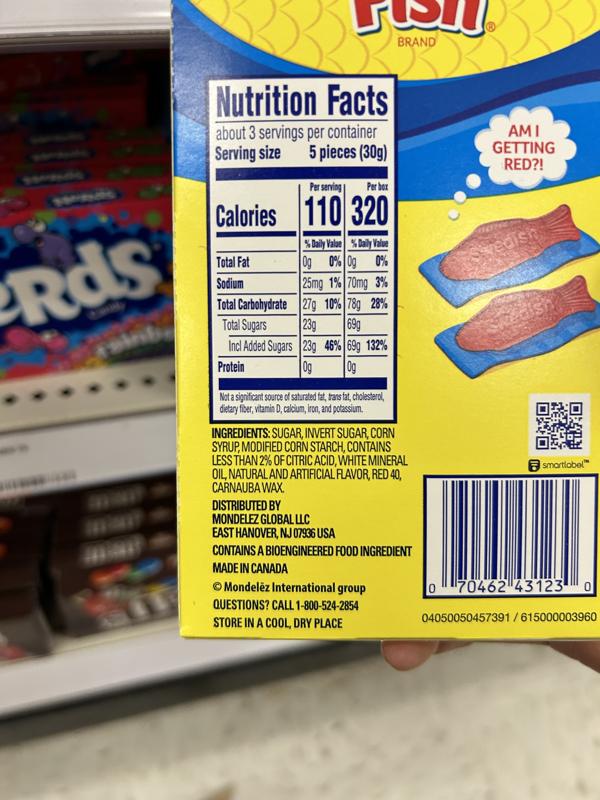 Fish®
BRAND
Nutrition Facts
about 3 servings per container
Serving size 5 pieces (30g)
Per serving Per box
Calories 110 320
% Daily Value % Daily Value
Total Fat 0g 0% 0g 0%
Sodium 25mg 1% 70mg 3%
Total Carbohydrate 27g 10% 78g 28%
Total Sugars 23g 69g
Incl Added Sugars 23g 46% 69g 132%
Protein 0g 0g
Not a significant source of saturated fat, trans fat, cholesterol,
dietary fiber, vitamin D, calcium, iron, and potassium.
INGREDIENTS: SUGAR, INVERT SUGAR, CORN
SYRUP, MODIFIED CORN STARCH, CONTAINS
LESS THAN 2% OF CITRIC ACID, WHITE MINERAL
OIL, NATURAL AND ARTIFICIAL FLAVOR, RED 40,
CARNAUBA WAX.
DISTRIBUTED BY
MONDELEZ GLOBAL LLC
EAST HANOVER, NJ 07936 USA
CONTAINS A BIOENGINEERED FOOD INGREDIENT
MADE IN CANADA
© Mondelēz International group
QUESTIONS? CALL 1-800-524-2854
STORE IN A COOL, DRY PLACE
AM I
GETTING
RED?!
Swedish
smartlabel™
0 70462 43123 0
04050050457391 / 615000003960
eRDS
Candy
rainbo